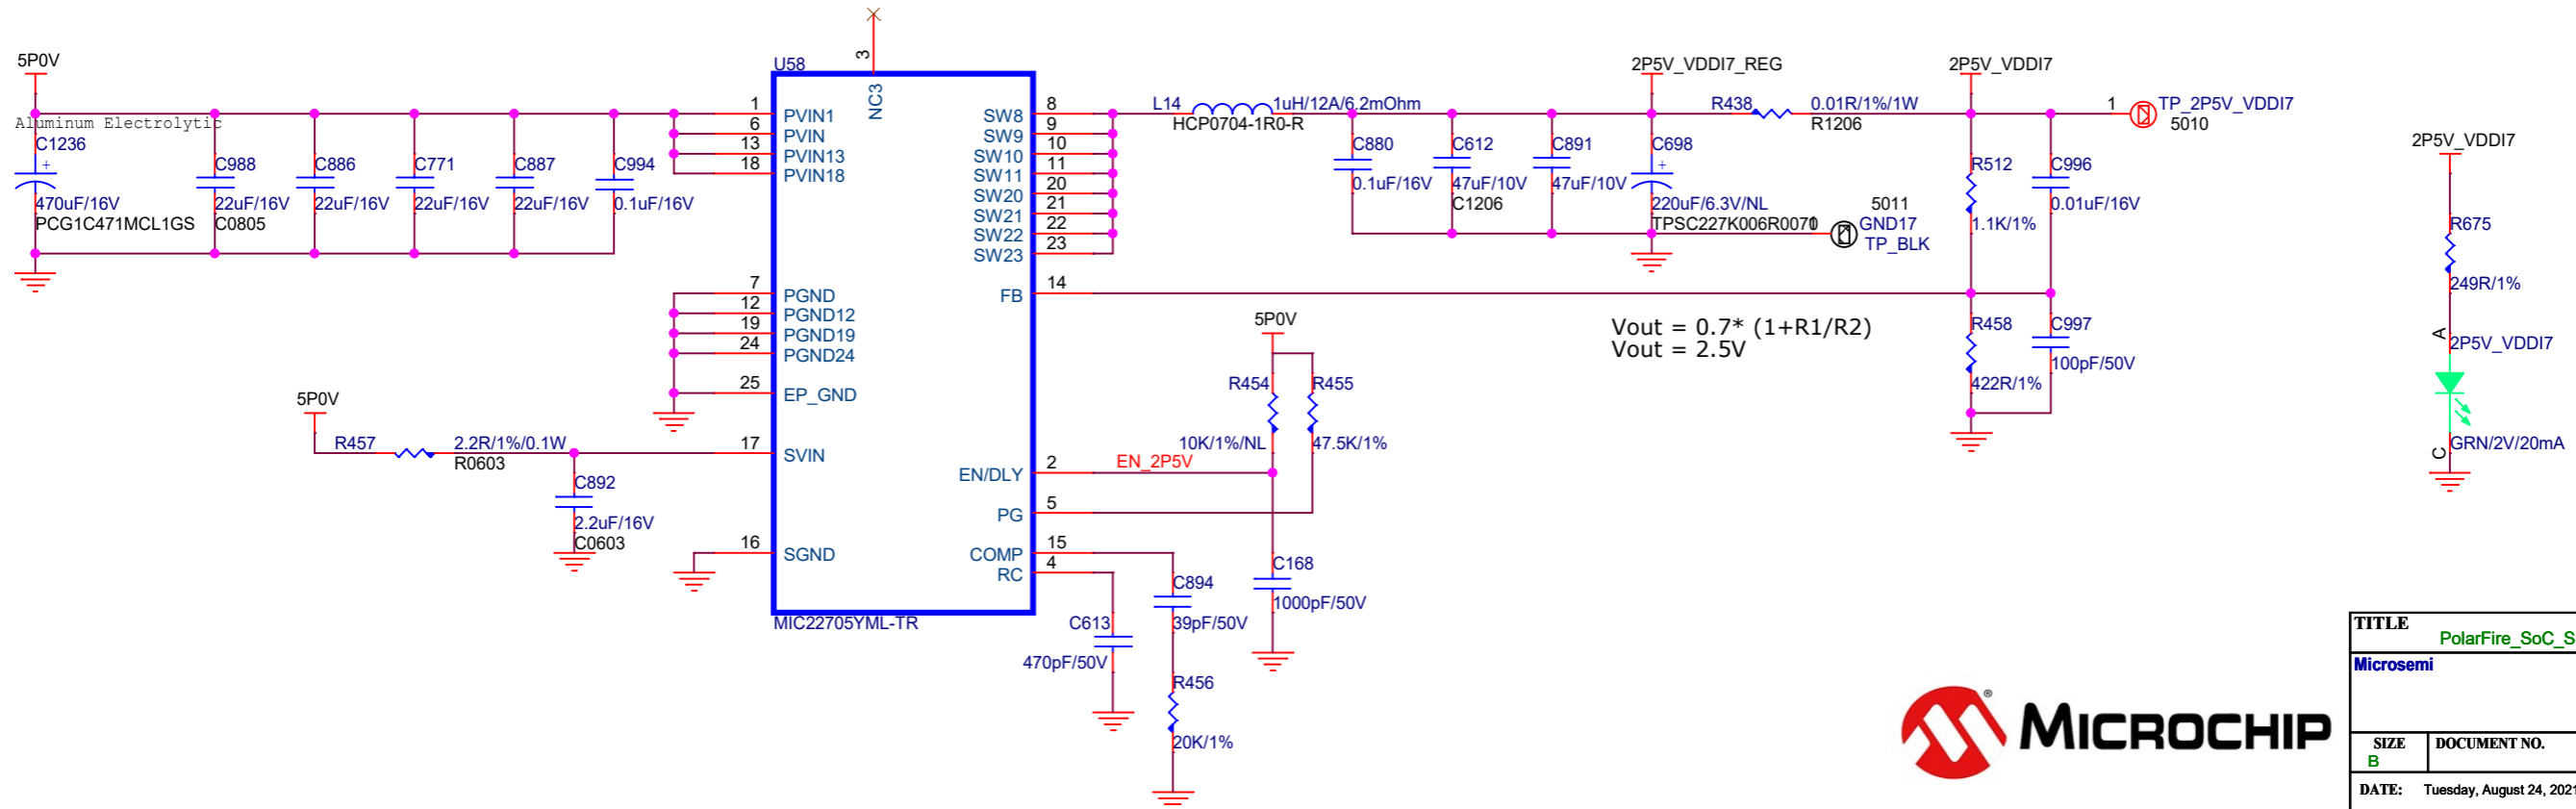 5P0V
Aluminum Electrolytic
C1236
+
470uF/16V
PCG1C471MCL1GS
C988
22uF/16V
C0805
C886
22uF/16V
C771
22uF/16V
C887
22uF/16V
C994
0.1uF/16V
5P0V
R457
2.2R/1%/0.1W
R0603
C892
2.2uF/16V
C0603
U58
3
NC3
1 PVIN1
6 PVIN
13 PVIN13
18 PVIN18
7 PGND
12 PGND12
19 PGND19
24 PGND24
25 EP_GND
17 SVIN
16 SGND
SW8 8
SW9 9
SW10 10
SW11 11
SW20 20
SW21 21
SW22 22
SW23 23
FB 14
EN/DLY 2
PG 5
COMP 15
RC 4
MIC22705YML-TR
L14
1uH/12A/6.2mOhm
HCP0704-1R0-R
C880
0.1uF/16V
C612
47uF/10V
C1206
C891
47uF/10V
2P5V_VDDI7_REG
C698
+
220uF/6.3V/NL
TPSC227K006R0070
1
5011
GND17
TP_BLK
R438
0.01R/1%/1W
R1206
2P5V_VDDI7
1
TP_2P5V_VDDI7
5010
R512
1.1K/1%
C996
0.01uF/16V
R458
422R/1%
C997
100pF/50V
Vout = 0.7* (1+R1/R2)
Vout = 2.5V
5P0V
R454
10K/1%/NL
R455
47.5K/1%
EN_2P5V
C168
1000pF/50V
C894
39pF/50V
C613
470pF/50V
R456
20K/1%
2P5V_VDDI7
R675
249R/1%
A
2P5V_VDDI7
GRN/2V/20mA
C
MICROCHIP
®
TITLE
PolarFire_SoC_S
Microsemi
SIZE
B
DOCUMENT NO.
DATE: Tuesday, August 24, 2021